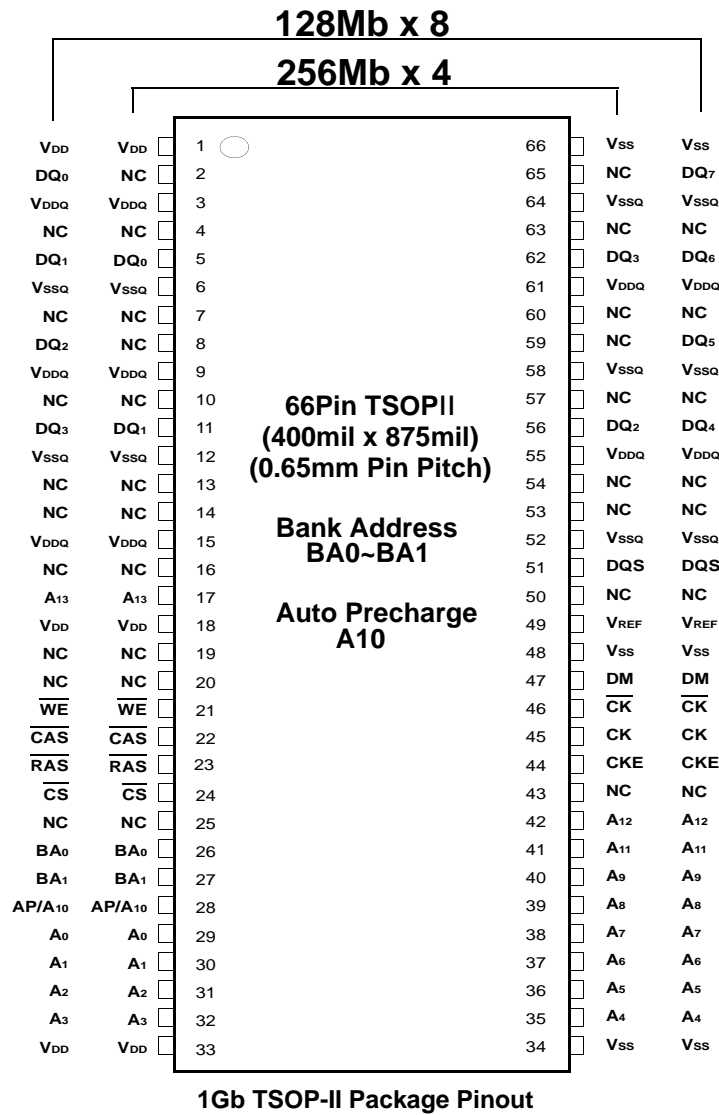 128Mb x 8
256Mb x 4
VDD VDD 1 66 VSS VSS
DQ0 NC 2 65 NC DQ7
VDDQ VDDQ 3 64 VSSQ VSSQ
NC NC 4 63 NC NC
DQ1 DQ0 5 62 DQ3 DQ6
VSSQ VSSQ 6 61 VDDQ VDDQ
NC NC 7 60 NC NC
DQ2 NC 8 59 NC DQ5
VDDQ VDDQ 9 58 VSSQ VSSQ
NC NC 10 57 NC NC
DQ3 DQ1 11 56 DQ2 DQ4
VSSQ VSSQ 12 55 VDDQ VDDQ
NC NC 13 54 NC NC
NC NC 14 53 NC NC
VDDQ VDDQ 15 52 VSSQ VSSQ
NC NC 16 51 DQS DQS
A13 A13 17 50 NC NC
VDD VDD 18 49 VREF VREF
NC NC 19 48 VSS VSS
NC NC 20 47 DM DM
W̅E̅ W̅E̅ 21 46 C̅K̅ C̅K̅
C̅A̅S̅ C̅A̅S̅ 22 45 CK CK
R̅A̅S̅ R̅A̅S̅ 23 44 CKE CKE
C̅S̅ C̅S̅ 24 43 NC NC
NC NC 25 42 A12 A12
BA0 BA0 26 41 A11 A11
BA1 BA1 27 40 A9 A9
AP/A10 AP/A10 28 39 A8 A8
A0 A0 29 38 A7 A7
A1 A1 30 37 A6 A6
A2 A2 31 36 A5 A5
A3 A3 32 35 A4 A4
VDD VDD 33 34 VSS VSS
66Pin TSOPII
(400mil x 875mil)
(0.65mm Pin Pitch)
Bank Address
BA0~BA1
Auto Precharge
A10
1Gb TSOP-II Package Pinout